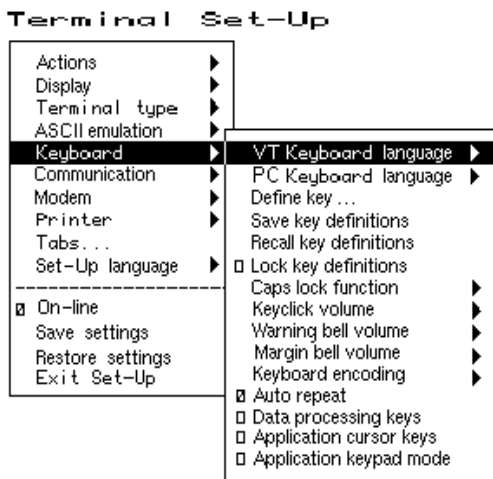 Terminal Set-Up
Actions
Display
Terminal type
ASCII emulation
Keyboard
Communication
Modem
Printer
Tabs...
Set-Up language
On-line
Save settings
Restore settings
Exit Set-Up
VT Keyboard language
PC Keyboard language
Define key ...
Save key definitions
Recall key definitions
Lock key definitions
Caps lock function
Keyclick volume
Warning bell volume
Margin bell volume
Keyboard encoding
Auto repeat
Data processing keys
Application cursor keys
Application keypad mode